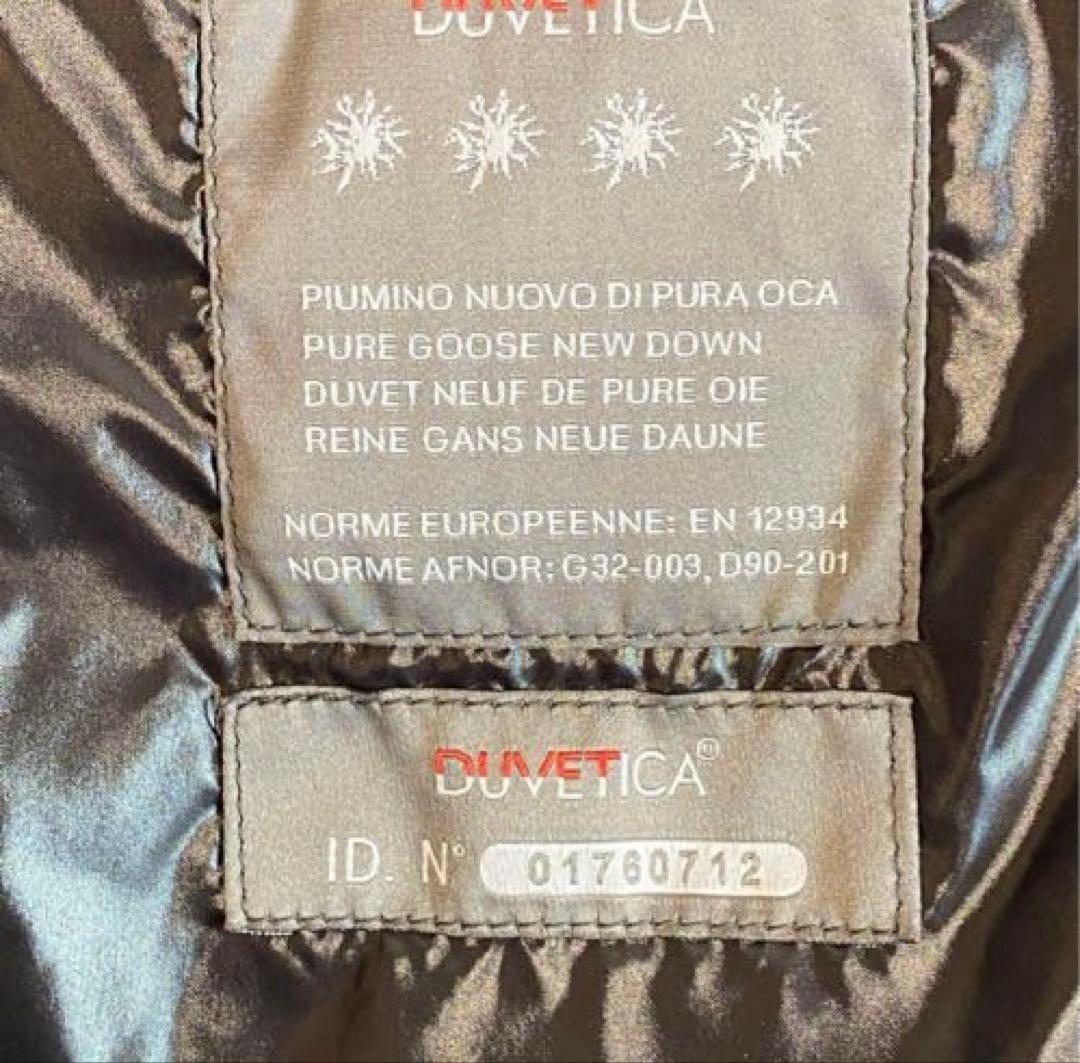 DUVETICA
PIUMINO NUOVO DI PURA OCA
PURE GOOSE NEW DOWN
DUVET NEUF DE PURE OIE
REINE GANS NEUE DAUNE
NORME EUROPEENNE: EN 12934
NORME AFNOR: G32-003, D90-201
DUVETICA®
ID. N° 01760712